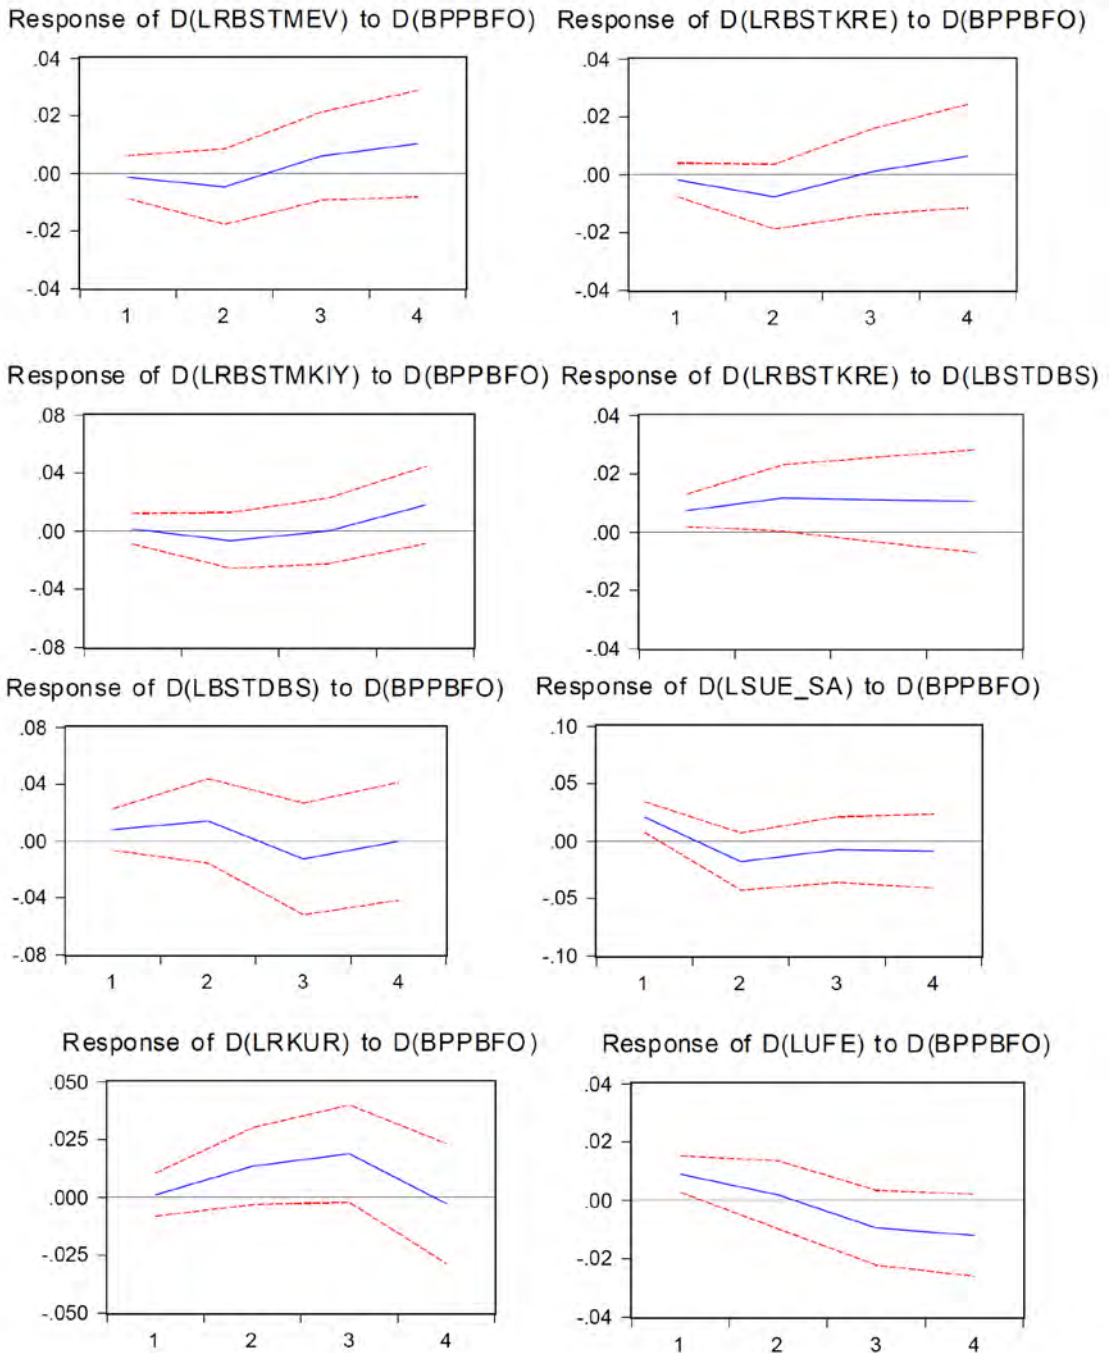 Response of D(LRBSTMEV) to D(BPPBFO)
.04
.02
.00
-.02
-.04
1 2 3 4
Response of D(LRBSTKRE) to D(BPPBFO)
.04
.02
.00
-.02
-.04
1 2 3 4
Response of D(LRBSTMKIY) to D(BPPBFO)
.08
.04
.00
-.04
-.08
Response of D(LRBSTKRE) to D(LBSTDBS)
.04
.02
.00
-.02
-.04
Response of D(LBSTDBS) to D(BPPBFO)
.08
.04
.00
-.04
-.08
1 2 3 4
Response of D(LSUE_SA) to D(BPPBFO)
.10
.05
.00
-.05
-.10
1 2 3 4
Response of D(LRKUR) to D(BPPBFO)
.050
.025
.000
-.025
-.050
1 2 3 4
Response of D(LUFE) to D(BPPBFO)
.04
.02
.00
-.02
-.04
1 2 3 4